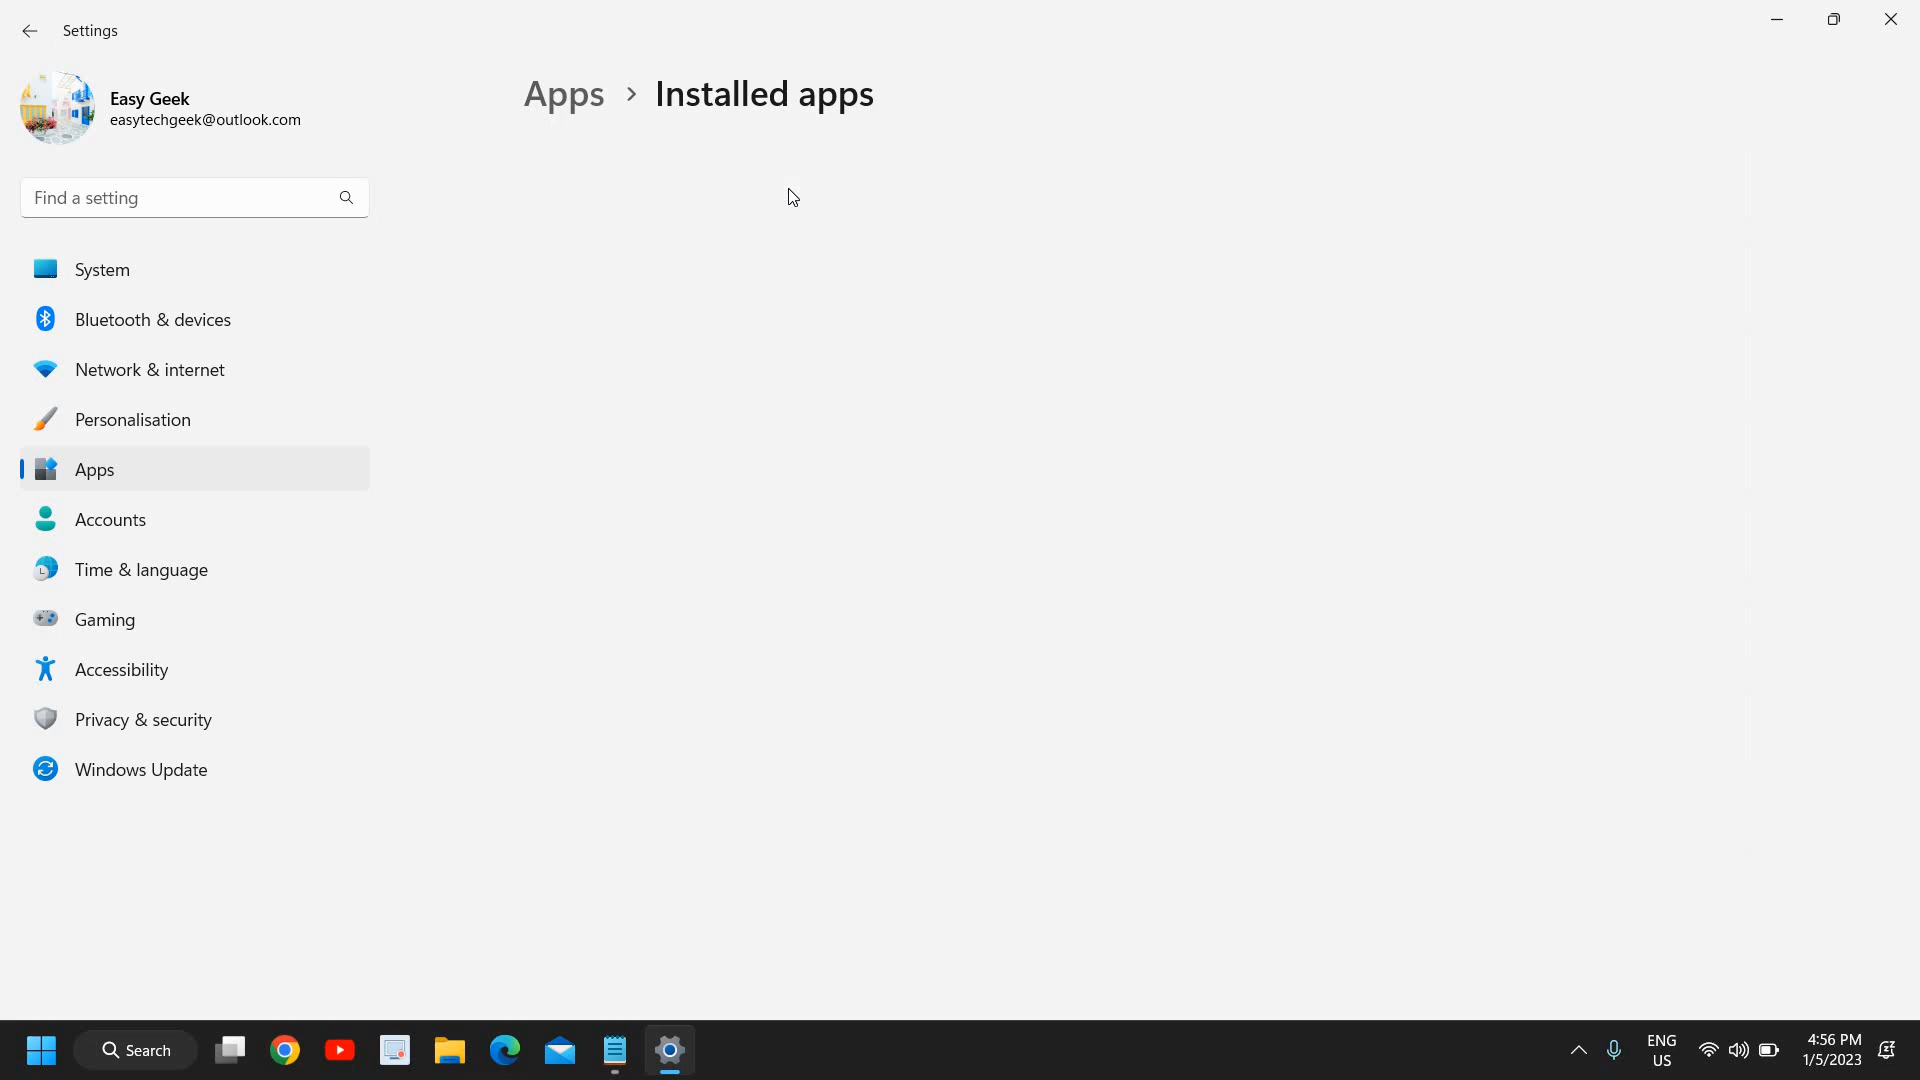 Settings
Easy Geek
easytechgeek@outlook.com
Apps > Installed apps
Find a setting
System
Bluetooth & devices
Network & internet
Personalisation
Apps
Accounts
Time & language
Gaming
Accessibility
Privacy & security
Windows Update
Search
ENG
US
4:56 PM
1/5/2023